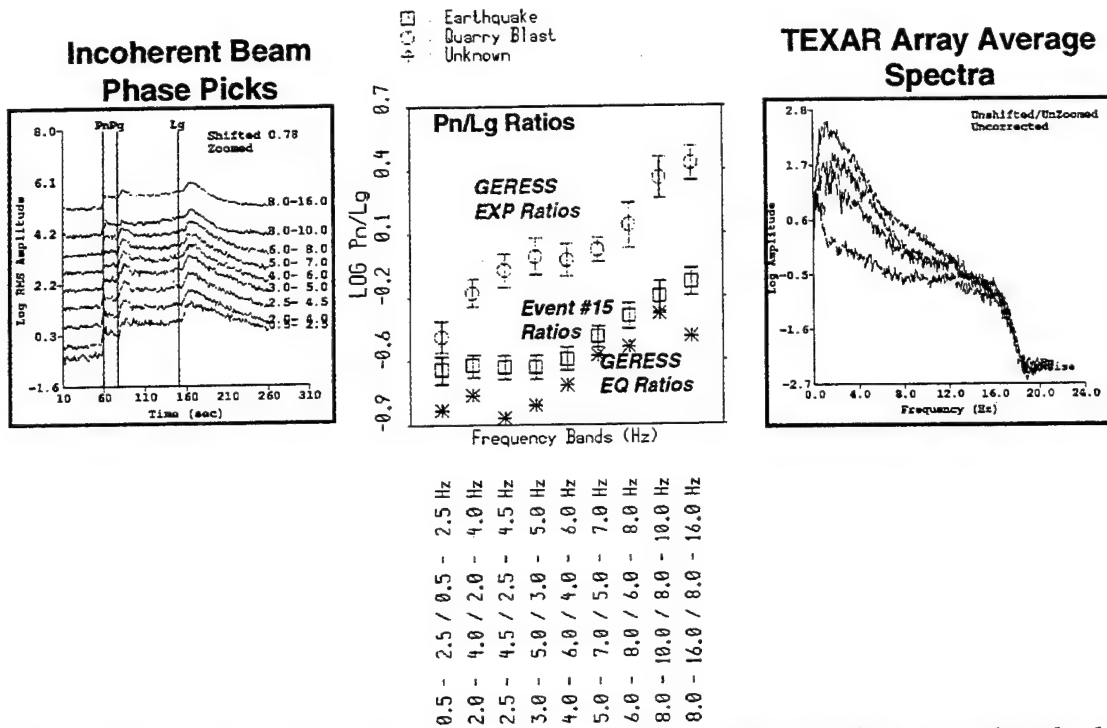 Earthquake
Quarry Blast
Unknown
Incoherent Beam
Phase Picks
TEXAR Array Average
Spectra
PnPg
Lg
Shifted 0.78
Zoomed
8.0
6.1
4.2
2.2
0.3
-1.6
Log RMS Amplitude
8.0-16.0
8.0-10.0
6.0- 8.0
5.0- 7.0
4.0- 6.0
3.0- 5.0
2.5- 4.5
2.0- 4.0
0.5- 2.5
10 60 110 160 210 260 310
Time (sec)
Pn/Lg Ratios
LOG Pn/Lg
0.7
0.4
0.1
-0.2
-0.6
-0.9
GERESS
EXP Ratios
Event #15
Ratios
GERESS
EQ Ratios
Frequency Bands (Hz)
0.5 - 2.5 / 0.5 - 2.5 Hz
2.0 - 4.0 / 2.0 - 4.0 Hz
2.5 - 4.5 / 2.5 - 4.5 Hz
3.0 - 5.0 / 3.0 - 5.0 Hz
4.0 - 6.0 / 4.0 - 6.0 Hz
5.0 - 7.0 / 5.0 - 7.0 Hz
6.0 - 8.0 / 6.0 - 8.0 Hz
8.0 - 10.0 / 8.0 - 10.0 Hz
8.0 - 16.0 / 8.0 - 16.0 Hz
Unshifted/UnZoomed
Uncorrected
2.8
1.7
0.6
-0.5
-1.6
-2.7
Log Amplitude
0.0 4.0 8.0 12.0 16.0 20.0 24.0
Frequency (Hz)